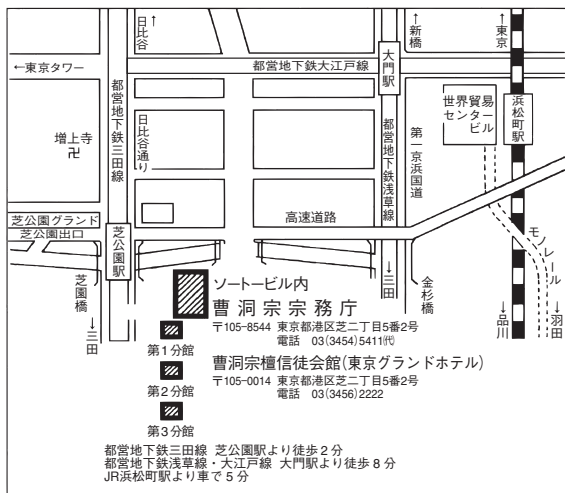 日比谷↑
↑新橋
↑東京
←東京タワー
都営地下鉄大江戸線
大門駅
都営地下鉄三田線
増上寺
卍
日比谷通り
都営地下鉄浅草線
第一京浜国道
世界貿易
センター
ビル
浜松町駅
芝公園グランド
芝公園出口
芝公園駅
高速道路
モノレール
芝園橋
↓三田
↓三田
金杉橋
↓品川
↓羽田
ソートービル内
曹洞宗宗務庁
〒105–8544 東京都港区芝二丁目5番2号
電話 03(3454)5411㈹
第1分館
曹洞宗檀信徒会館(東京グランドホテル)
〒105–0014 東京都港区芝二丁目5番2号
電話 03(3456)2222
第2分館
第3分館
都営地下鉄三田線 芝公園駅より徒歩2分
都営地下鉄浅草線・大江戸線 大門駅より徒歩8分
JR浜松町駅より車で5分